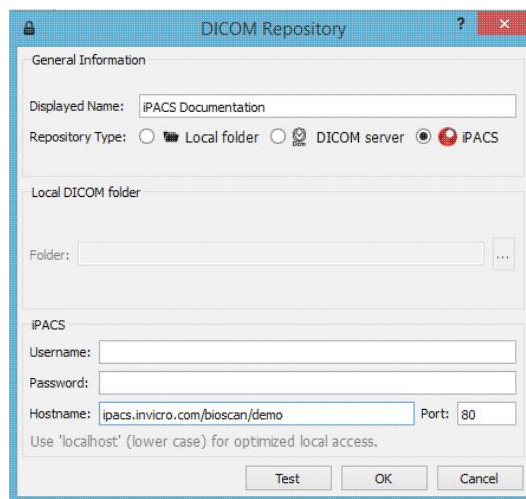 DICOM Repository ? ×
General Information
Displayed Name: iPACS Documentation
Repository Type: Local folder DICOM server iPACS
Local DICOM folder
Folder: ...
iPACS
Username:
Password:
Hostname: ipacs.invicro.com/bioscan/demo Port: 80
Use 'localhost' (lower case) for optimized local access.
Test OK Cancel